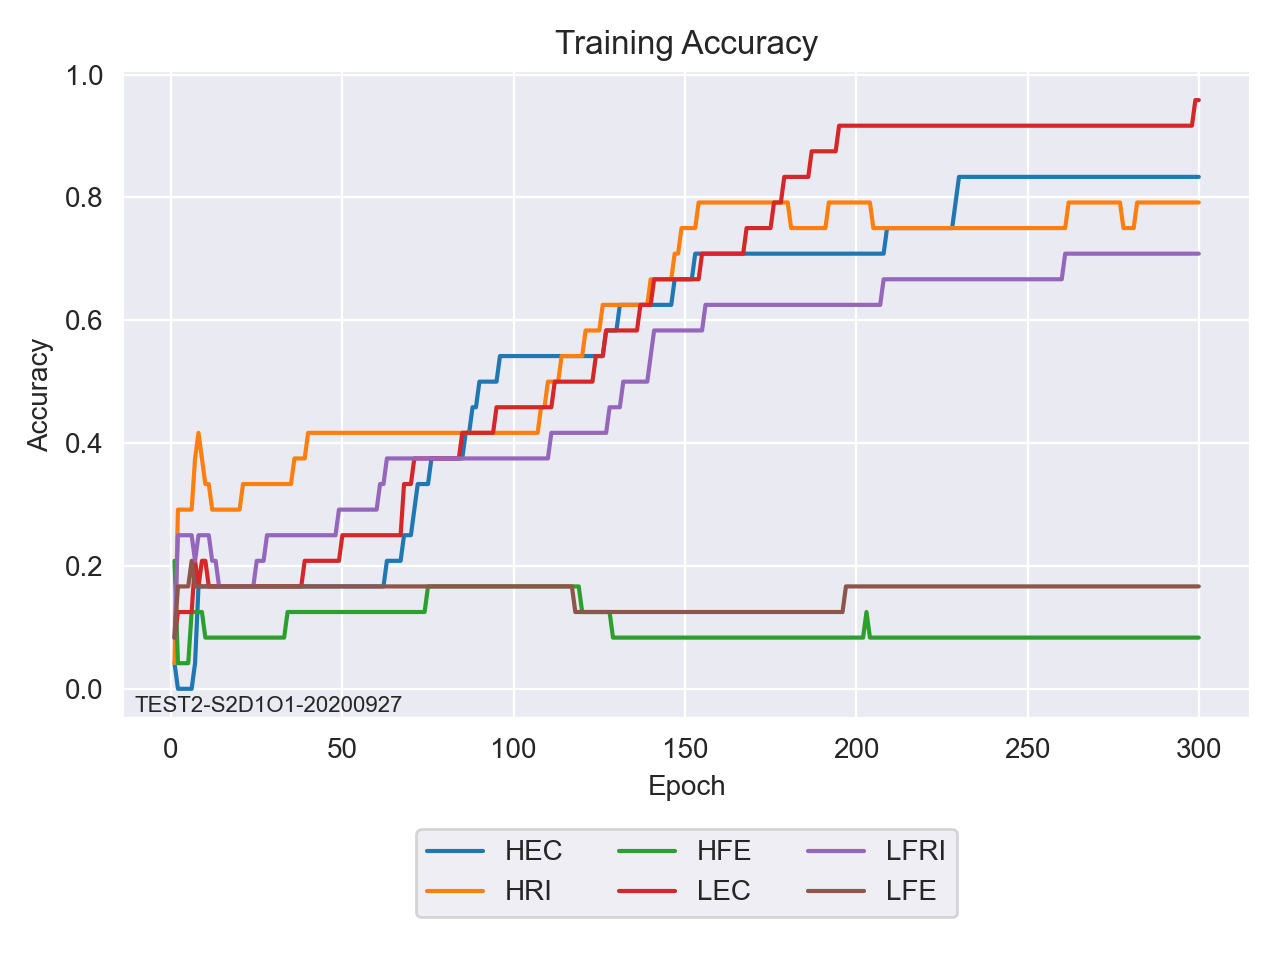 Training Accuracy
1.0
0.8
0.6
0.4
0.2
0.0
Accuracy
TEST2-S2D1O1-20200927
0 50 100 150 200 250 300
Epoch
HEC HFE LFRI
HRI LEC LFE